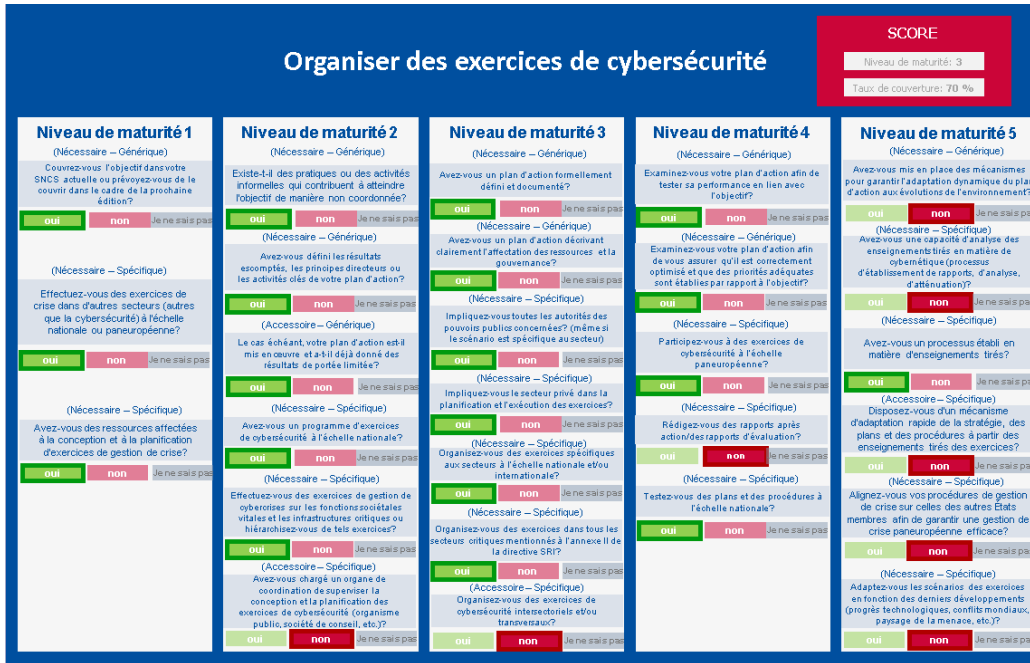 Organiser des exercices de cybersécurité
SCORE
Niveau de maturité: 3
Taux de couverture: 70 %
Niveau de maturité 1
(Nécessaire – Générique)
Couvrez-vous l'objectif dans votre
SNCS actuelle ou prévoyez-vous de le
couvrir dans le cadre de la prochaine
édition?
oui non Je ne sais pas
(Nécessaire – Spécifique)
Effectuez-vous des exercices de
crise dans d'autres secteurs (autres
que la cybersécurité) à l'échelle
nationale ou paneuropéenne?
oui non Je ne sais pas
(Nécessaire – Spécifique)
Avez-vous des ressources affectées
à la conception et à la planification
d'exercices de gestion de crise?
oui non Je ne sais pas
Niveau de maturité 2
(Nécessaire – Générique)
Existe-t-il des pratiques ou des activités
informelles qui contribuent à atteindre
l'objectif de manière non coordonnée?
oui non Je ne sais pas
(Nécessaire – Générique)
Avez-vous défini les résultats
escomptés, les principes directeurs ou
les activités clés de votre plan d'action?
oui non Je ne sais pas
(Accessoire – Générique)
Le cas échéant, votre plan d'action est-il
mis en œuvre et a-t-il déjà donné des
résultats de portée limitée?
oui non Je ne sais pas
(Nécessaire – Spécifique)
Avez-vous un programme d'exercices
de cybersécurité à l'échelle nationale?
oui non Je ne sais pas
(Nécessaire – Spécifique)
Effectuez-vous des exercices de gestion de
cybercrises sur les fonctions sociétales
vitales et les infrastructures critiques ou
hiérarchisez-vous de tels exercices?
oui non Je ne sais pas
(Accessoire – Spécifique)
Avez-vous chargé un organe de
coordination de superviser la
conception et la planification des
exercices de cybersécurité (organisme
public, société de conseil, etc.)?
oui non Je ne sais pas
Niveau de maturité 3
(Nécessaire – Générique)
Avez-vous un plan d'action formellement
défini et documenté?
oui non Je ne sais pas
(Nécessaire – Générique)
Avez-vous un plan d'action décrivant
clairement l'affectation des ressources et la
gouvernance?
oui non Je ne sais pas
(Nécessaire – Spécifique)
Impliquez-vous toutes les autorités des
pouvoirs publics concernées? (même si
le scénario est spécifique au secteur)
oui non Je ne sais pas
(Nécessaire – Spécifique)
Impliquez-vous le secteur privé dans la
planification et l'exécution des exercices?
oui non Je ne sais pas
(Nécessaire – Spécifique)
Organisez-vous des exercices spécifiques
aux secteurs à l'échelle nationale et/ou
internationale?
oui non Je ne sais pas
(Nécessaire – Spécifique)
Organisez-vous des exercices dans tous les
secteurs critiques mentionnés à l'annexe II de
la directive SRI?
oui non Je ne sais pas
(Accessoire – Spécifique)
Organisez-vous des exercices de
cybersécurité intersectoriels et/ou
transversaux?
oui non Je ne sais pas
Niveau de maturité 4
(Nécessaire – Générique)
Examinez-vous votre plan d'action afin de
tester sa performance en lien avec
l'objectif?
oui non Je ne sais pas
(Nécessaire – Générique)
Examinez-vous votre plan d'action afin
de vous assurer qu'il est correctement
optimisé et que des priorités adéquates
sont établies par rapport à l'objectif?
oui non Je ne sais pas
(Nécessaire – Spécifique)
Participez-vous à des exercices de
cybersécurité à l'échelle
paneuropéenne?
oui non Je ne sais pas
(Nécessaire – Spécifique)
Rédigez-vous des rapports après
action/des rapports d'évaluation?
oui non Je ne sais pas
(Nécessaire – Spécifique)
Testez-vous des plans et des procédures à
l'échelle nationale?
oui non Je ne sais pas
Niveau de maturité 5
(Nécessaire – Générique)
Avez-vous mis en place des mécanismes
pour garantir l'adaptation dynamique du plan
d'action aux évolutions de l'environnement?
oui non Je ne sais pas
(Nécessaire – Spécifique)
Avez-vous une capacité d'analyse des
enseignements tirés en matière de
cybernétique (processus
d'établissement de rapports, d'analyse,
d'atténuation)?
oui non Je ne sais pas
(Nécessaire – Spécifique)
Avez-vous un processus établi en
matière d'enseignements tirés?
oui non Je ne sais pas
(Accessoire – Spécifique)
Disposez-vous d'un mécanisme
d'adaptation rapide de la stratégie, des
plans et des procédures à partir des
enseignements tirés des exercices?
oui non Je ne sais pas
(Nécessaire – Spécifique)
Alignez-vous vos procédures de gestion
de crise sur celles des autres États
membres afin de garantir une gestion de
crise paneuropéenne efficace?
oui non Je ne sais pas
(Nécessaire – Spécifique)
Adaptez-vous les scénarios des exercices
en fonction des derniers développements
(progrès technologiques, conflits mondiaux,
paysage de la menace, etc.)?
oui non Je ne sais pas